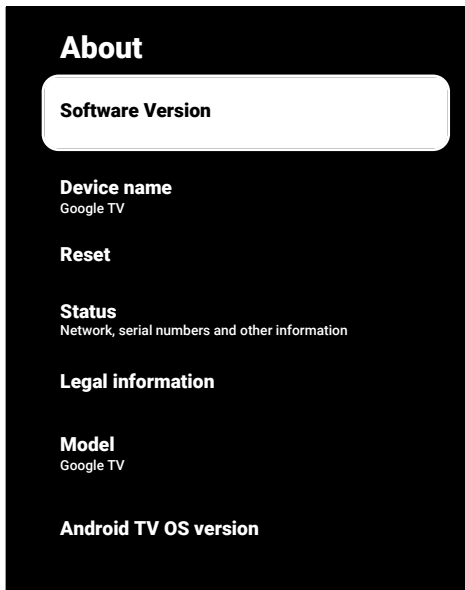 About
Software Version
Device name
Google TV
Reset
Status
Network, serial numbers and other information
Legal information
Model
Google TV
Android TV OS version